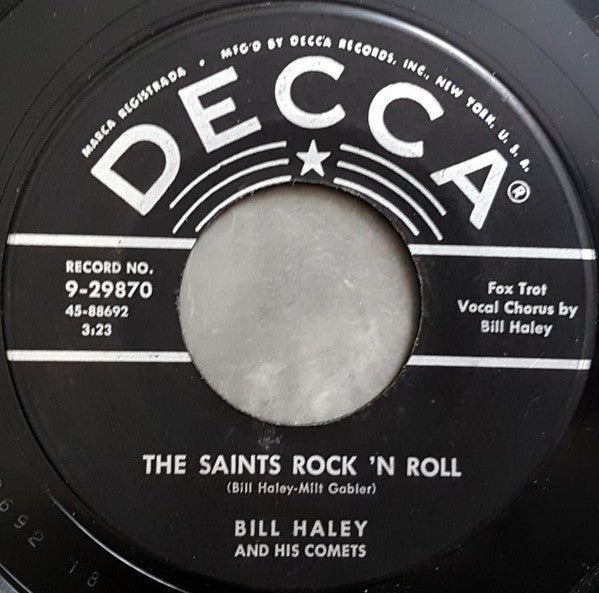 MARCA REGISTRADA • MFG'D BY DECCA RECORDS, INC., NEW YORK, U. S. A.
DECCA®
RECORD NO.
9-29870
45-88692
3:23
Fox Trot
Vocal Chorus by
Bill Haley
THE SAINTS ROCK 'N ROLL
(Bill Haley-Milt Gabler)
BILL HALEY
AND HIS COMETS
8692 18